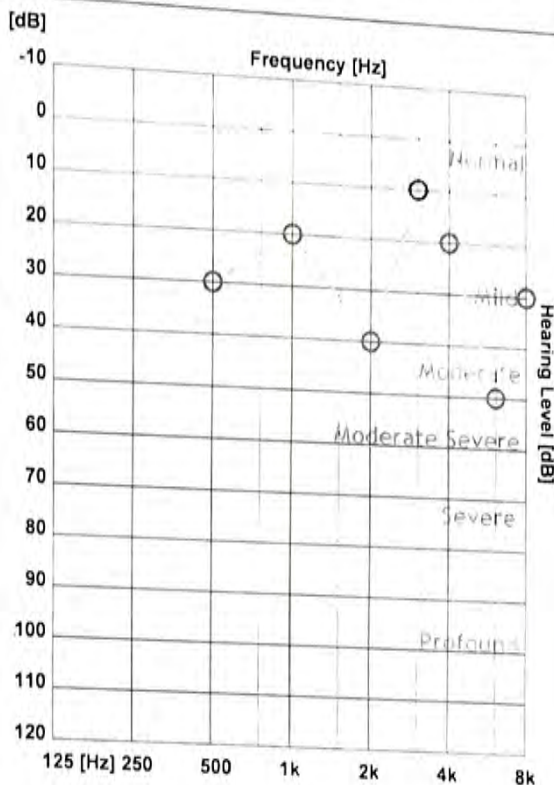 [dB]
Frequency [Hz]
-10
0
10
20
30
40
50
60
70
80
90
100
110
120
Normal
Mild
Moderate
Moderate Severe
Severe
Profound
Hearing Level [dB]
125 [Hz] 250 500 1k 2k 4k 8k